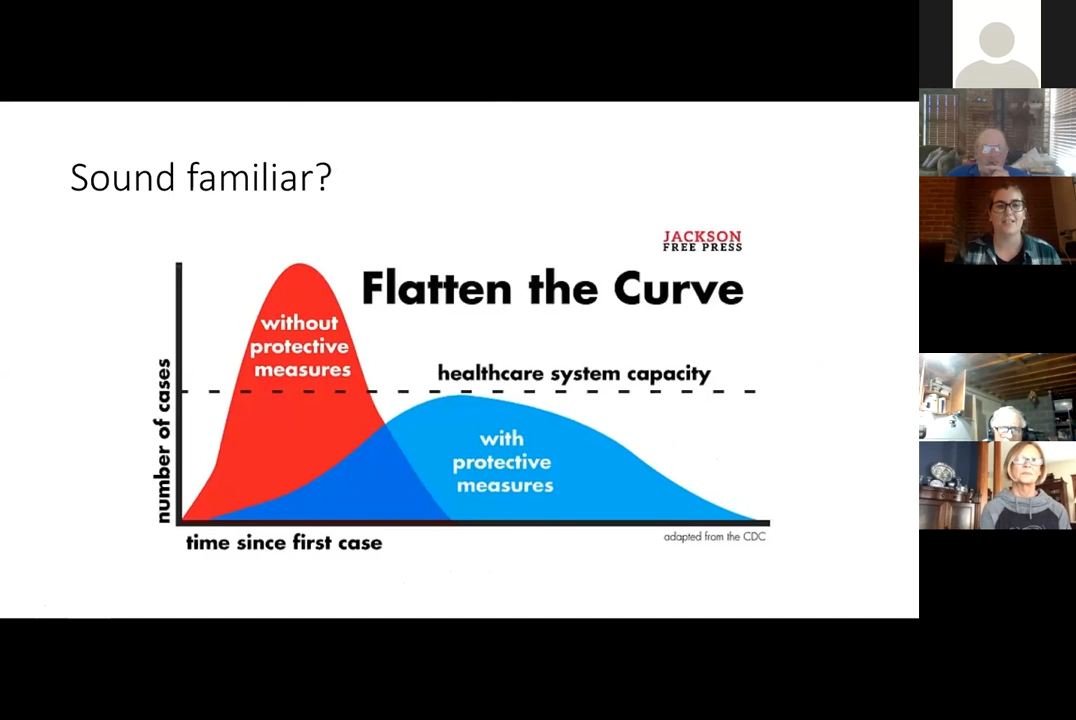 Sound familiar?
JACKSON
FREE PRESS
Flatten the Curve
without
protective
measures
healthcare system capacity
with
protective
measures
number of cases
time since first case
adapted from the CDC